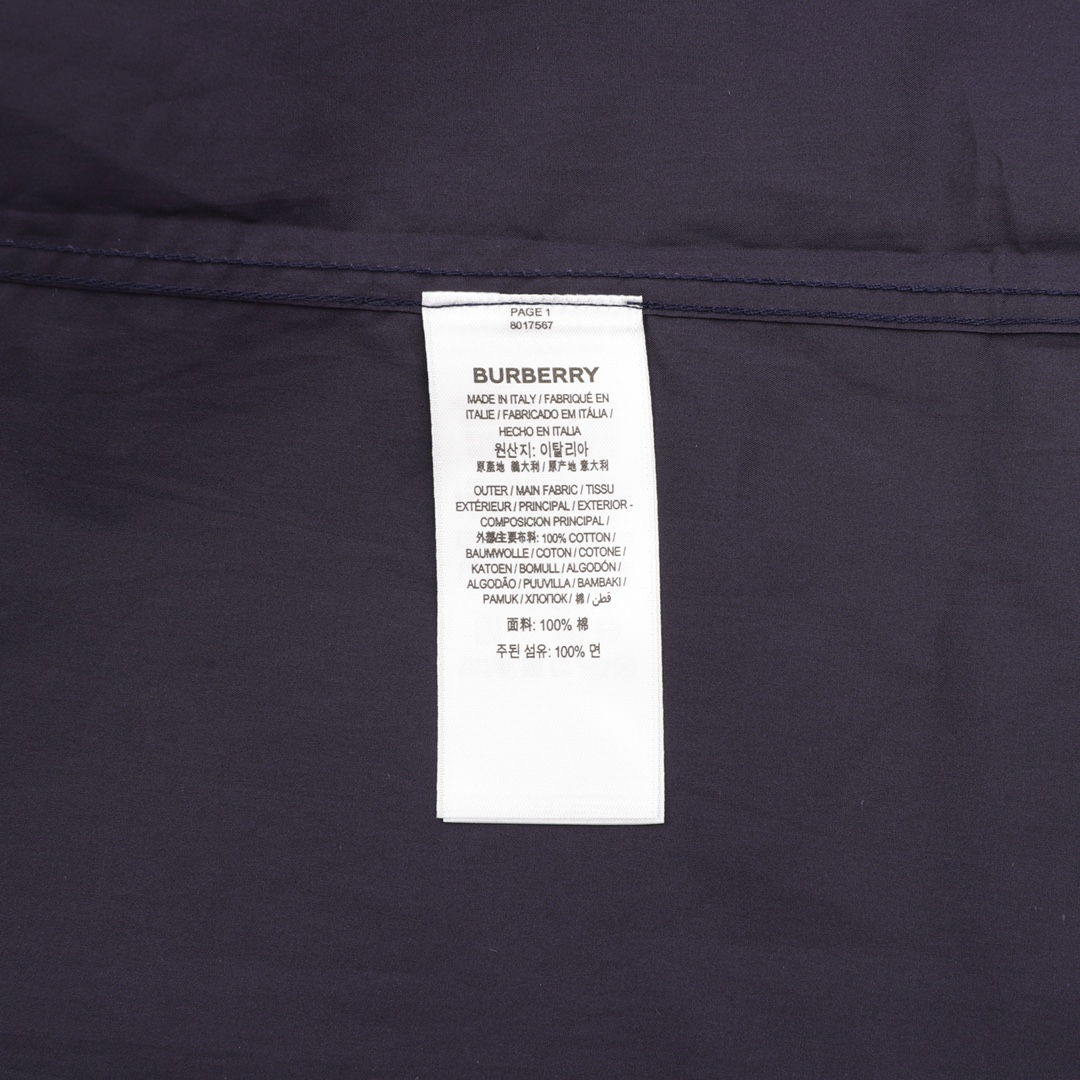 PAGE 1
8017567
BURBERRY
MADE IN ITALY / FABRIQUÉ EN
ITALIE / FABRICADO EM ITÁLIA /
HECHO EN ITALIA
원산지: 이탈리아
原產地 義大利 / 原产地 意大利
OUTER / MAIN FABRIC / TISSU
EXTÉRIEUR / PRINCIPAL / EXTERIOR -
COMPOSICION PRINCIPAL /
外部主要布料: 100% COTTON /
BAUMWOLLE / COTON / COTONE /
KATOEN / BOMULL / ALGODÓN /
ALGODÃO / PUUVILLA / BAMBAKI /
PAMUK / ХЛОПОК / 棉 / قطن
面料: 100% 棉
주된 섬유: 100% 면